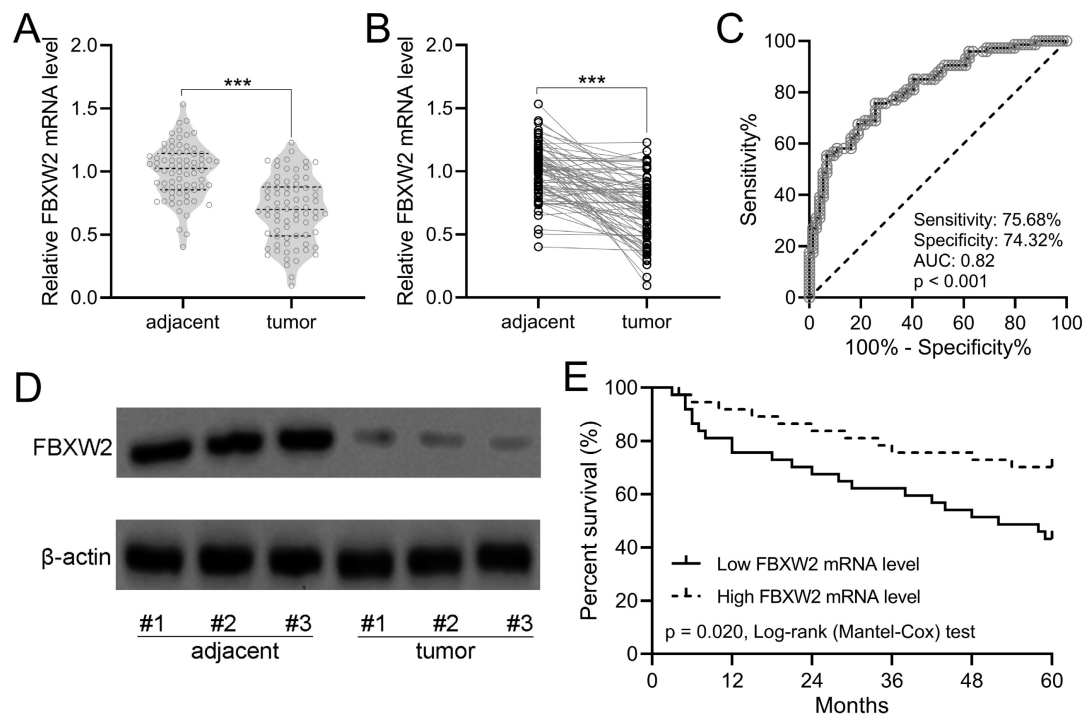 A
Relative FBXW2 mRNA level
2.0
1.5
1.0
0.5
0.0
***
adjacent
tumor
B
Relative FBXW2 mRNA level
2.0
1.5
1.0
0.5
0.0
***
adjacent
tumor
C
Sensitivity%
100
80
60
40
20
0
Sensitivity: 75.68%
Specificity: 74.32%
AUC: 0.82
p < 0.001
0 20 40 60 80 100
100% - Specificity%
D
FBXW2
β-actin
#1 #2 #3 #1 #2 #3
adjacent tumor
E
Percent survival (%)
100
80
60
40
20
0
Low FBXW2 mRNA level
High FBXW2 mRNA level
p = 0.020, Log-rank (Mantel-Cox) test
0 12 24 36 48 60
Months